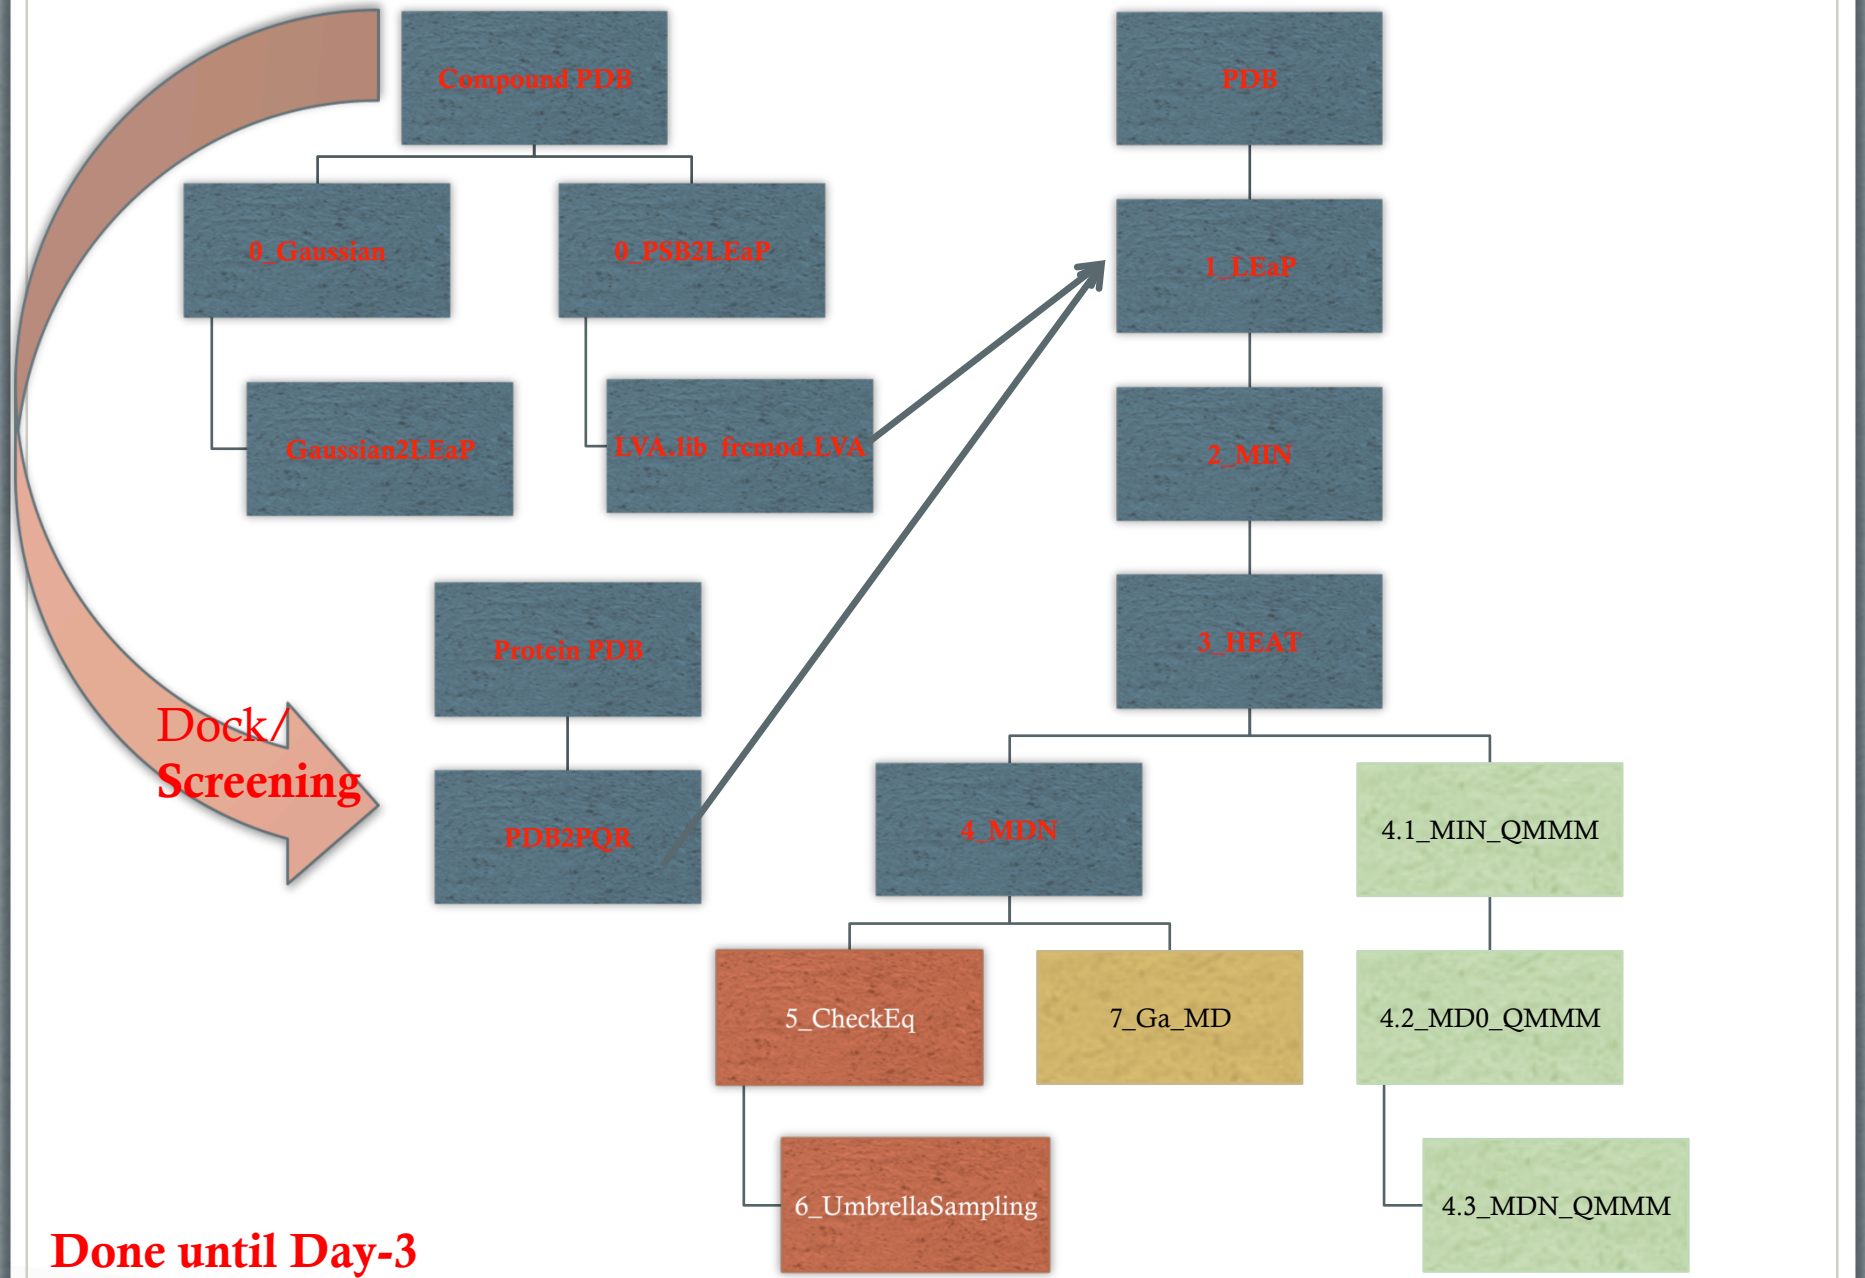 Compound PDB
0_Gaussian
0_PSB2LEaP
Gaussian2LEaP
LVA.lib frcmod.LVA
Protein PDB
PDB2PQR
Dock/
Screening
PDB
1_LEaP
2_MIN
3_HEAT
4_MDN
4.1_MIN_QMMM
5_CheckEq
7_Ga_MD
4.2_MD0_QMMM
6_UmbrellaSampling
4.3_MDN_QMMM
Done until Day-3